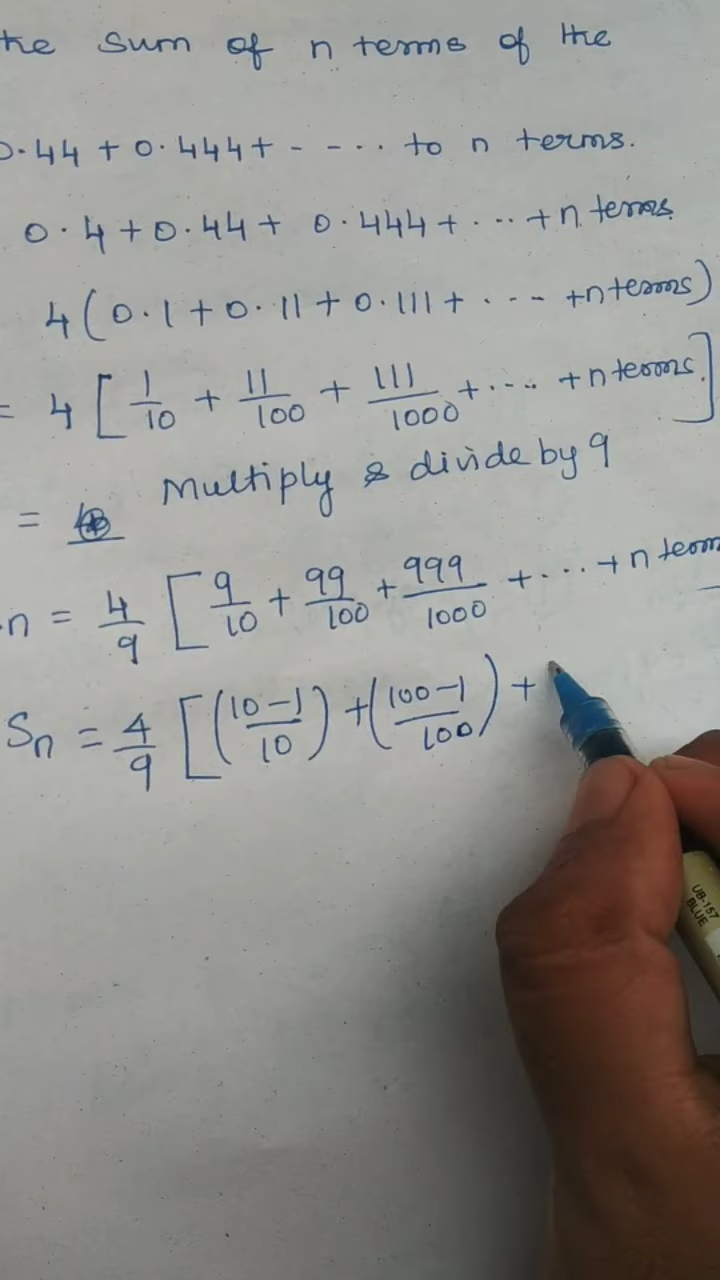 the sum of n terms of the
0.44 + 0.444 + - - - .. to n terms.
0.4 + 0.44 + 0.444 + ... + n terms
4 ( 0.1 + 0.11 + 0.111 + . - - - + n terms )
= 4 [ 1/10 + 11/100 + 111/1000 + .... + n terms. ]
= Multiply & divide by 9
n = 4/9 [ 9/10 + 99/100 + 999/1000 + .... + n term
Sn = 4/9 [ ( 10-1/10 ) + ( 100-1/100 ) +
UB-157
BLUE